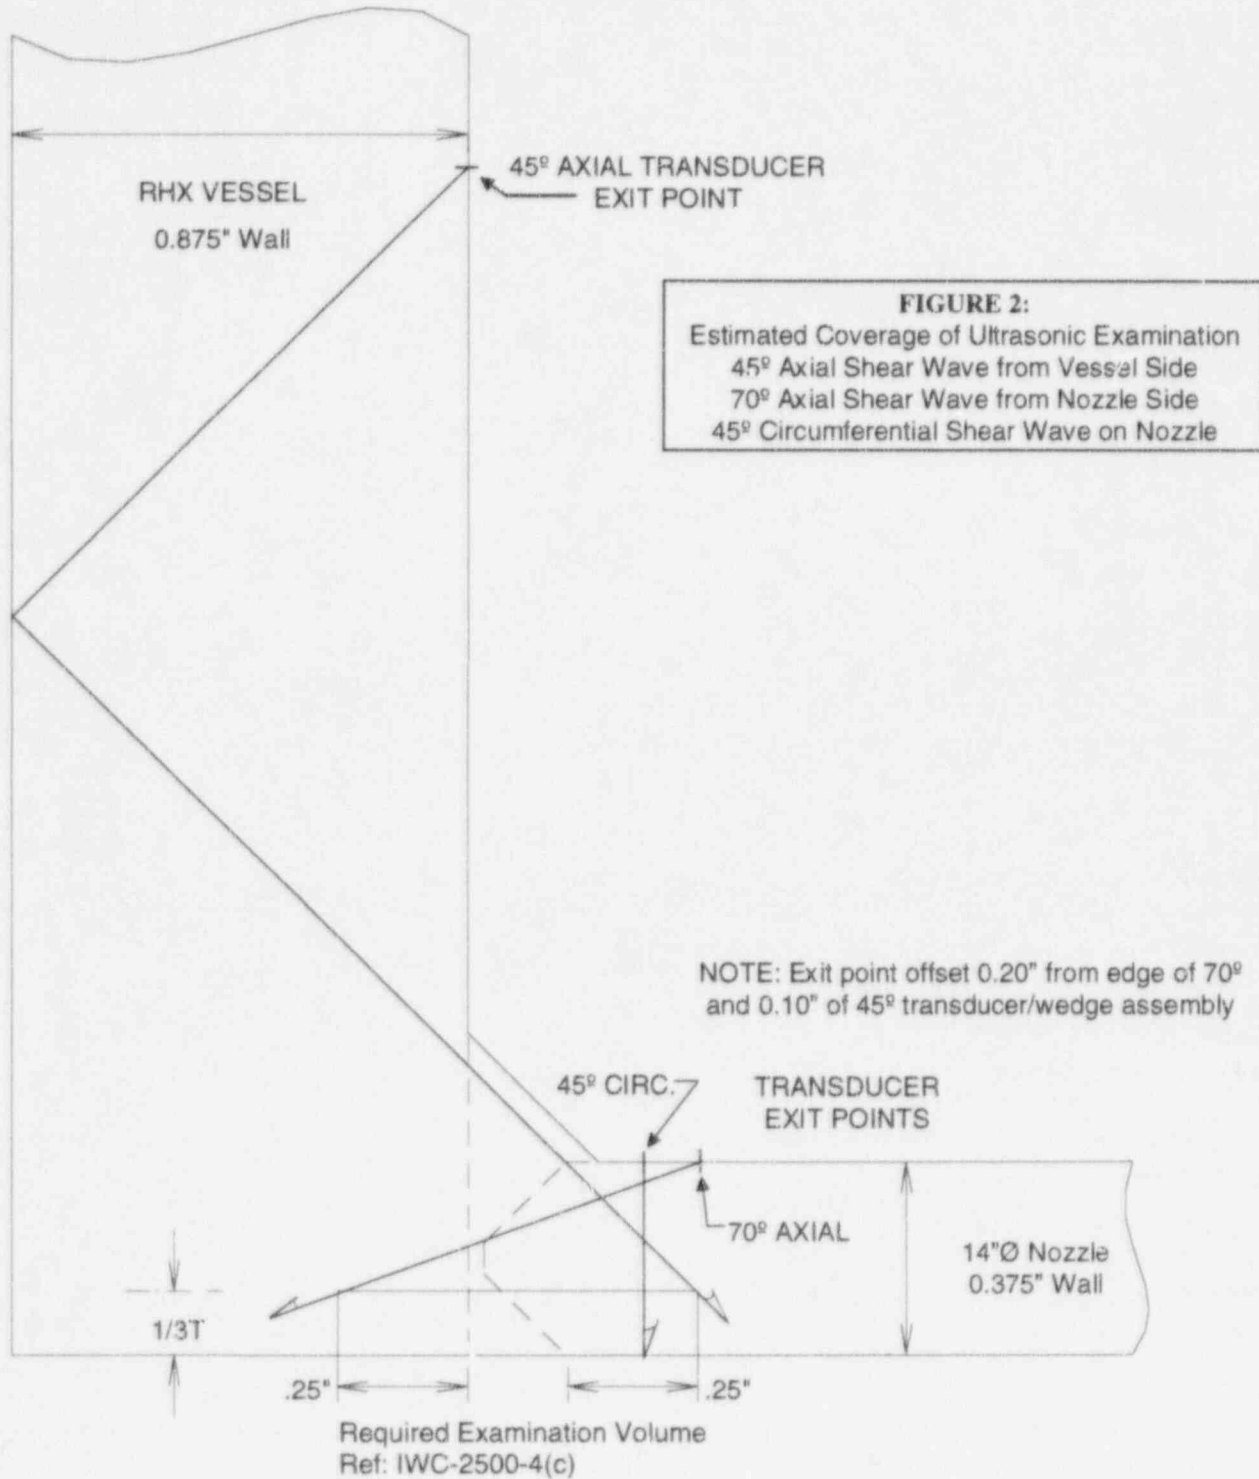 45º AXIAL TRANSDUCER
EXIT POINT
RHX VESSEL
0.875" Wall
FIGURE 2:
Estimated Coverage of Ultrasonic Examination
45º Axial Shear Wave from Vessel Side
70º Axial Shear Wave from Nozzle Side
45º Circumferential Shear Wave on Nozzle
NOTE: Exit point offset 0.20" from edge of 70º
and 0.10" of 45º transducer/wedge assembly
45º CIRC.
TRANSDUCER
EXIT POINTS
70º AXIAL
14"Ø Nozzle
0.375" Wall
1/3T
.25"
.25"
Required Examination Volume
Ref: IWC-2500-4(c)